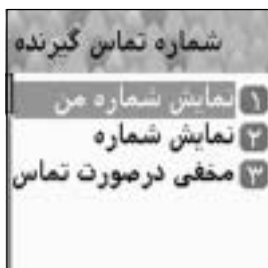 شماره تماس گیرنده
۱ نمایش شماره من
۲ نمایش شماره
۳ مخفی درصورت تماس